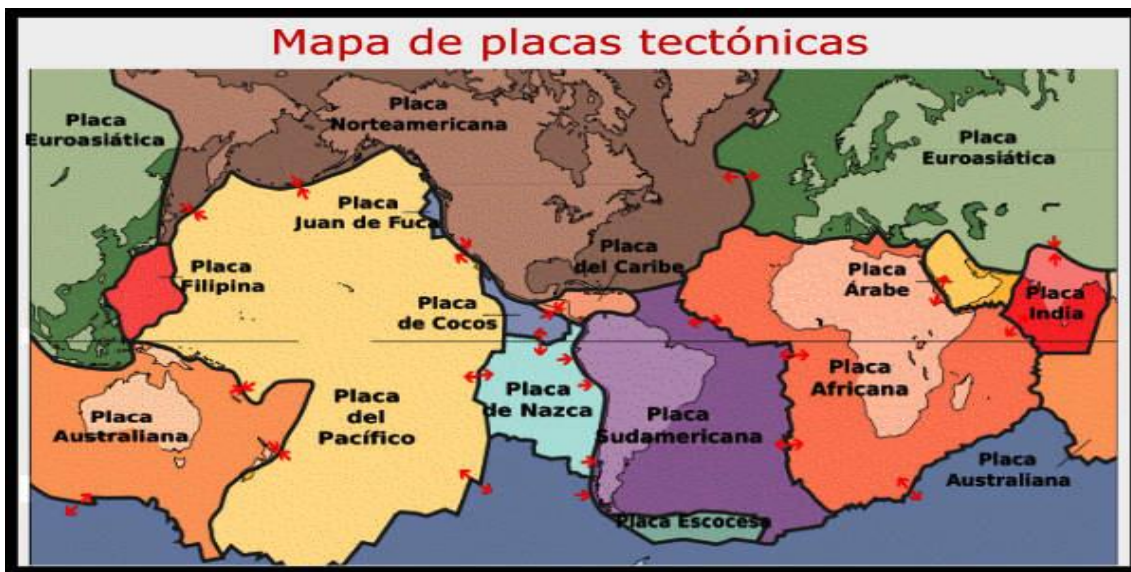 Mapa de placas tectónicas
Placa
Euroasiática
Placa
Norteamericana
Placa
Euroasiática
Placa
Juan de Fuca
Placa
Filipina
Placa
del Caribe
Placa
Árabe
Placa
India
Placa
de Cocos
Placa
Australiana
Placa
del
Pacífico
Placa
de Nazca
Placa
Sudamericana
Placa
Africana
Placa
Australiana
Placa Escocesa